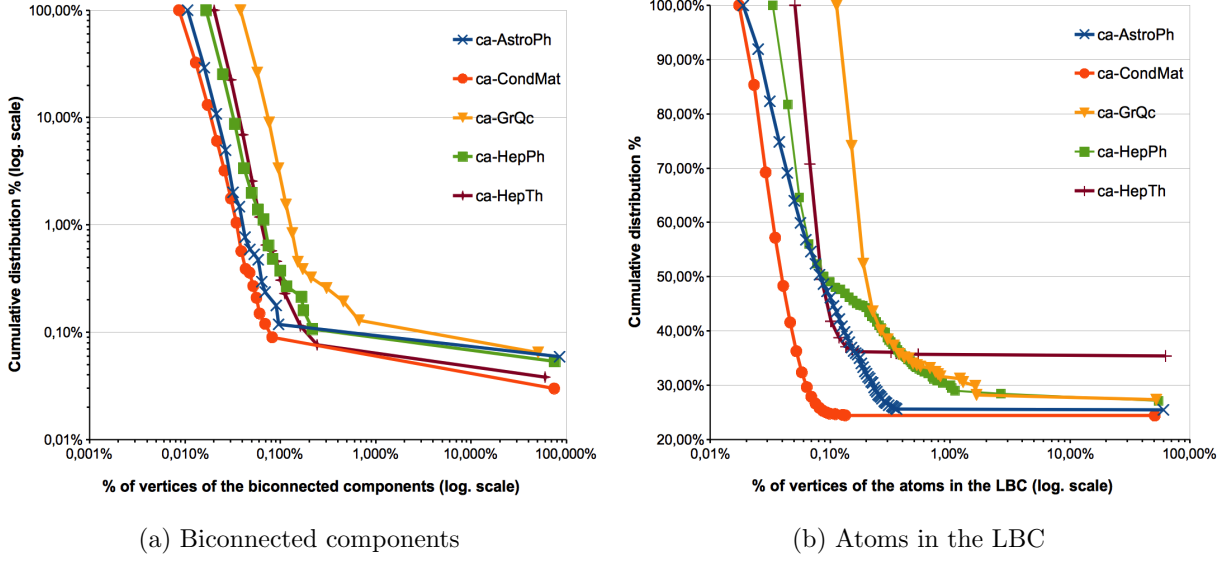 100,00%
10,00%
1,00%
0,10%
0,01%
Cumulative distribution % (log. scale)
0,001%
0,010%
0,100%
1,000%
10,000%
100,000%
% of vertices of the biconnected components (log. scale)
ca-AstroPh
ca-CondMat
ca-GrQc
ca-HepPh
ca-HepTh
(a) Biconnected components
100,00%
90,00%
80,00%
70,00%
60,00%
50,00%
40,00%
30,00%
20,00%
Cumulative distribution %
0,01%
0,10%
1,00%
10,00%
100,00%
% of vertices of the atoms in the LBC (log. scale)
ca-AstroPh
ca-CondMat
ca-GrQc
ca-HepPh
ca-HepTh
(b) Atoms in the LBC